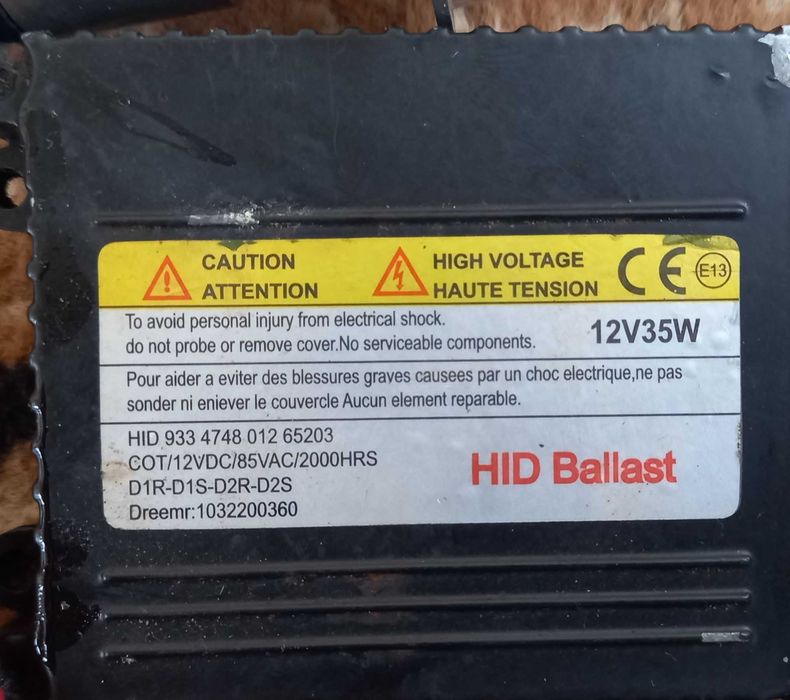 CAUTION
ATTENTION
HIGH VOLTAGE
HAUTE TENSION
CE
E13
To avoid personal injury from electrical shock.
do not probe or remove cover.No serviceable components.
12V35W
Pour aider a eviter des blessures graves causees par un choc electrique,ne pas
sonder ni eniever le couvercle Aucun element reparable.
HID 933 4748 012 65203
COT/12VDC/85VAC/2000HRS
D1R-D1S-D2R-D2S
Dreemr:1032200360
HID Ballast